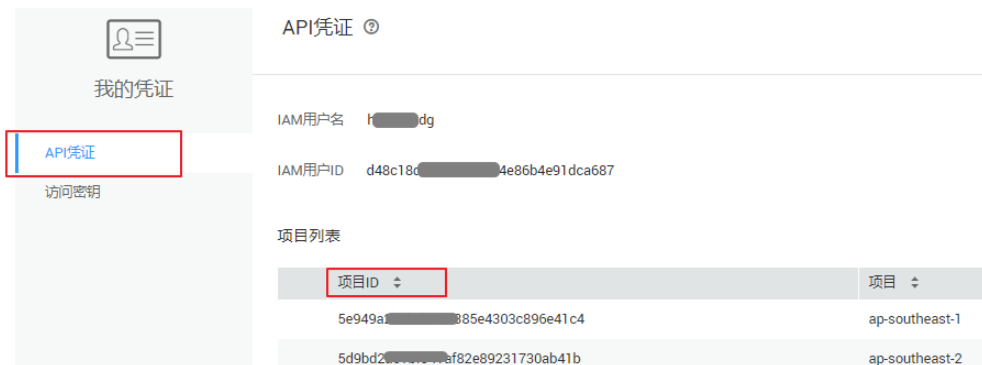 API凭证
我的凭证
API凭证
访问密钥
IAM用户名 h dg
IAM用户ID d48c18 4e86b4e91dca687
项目列表
项目ID 项目
5e949a 385e4303c896e41c4 ap-southeast-1
5d9bd2 af82e89231730ab41b ap-southeast-2